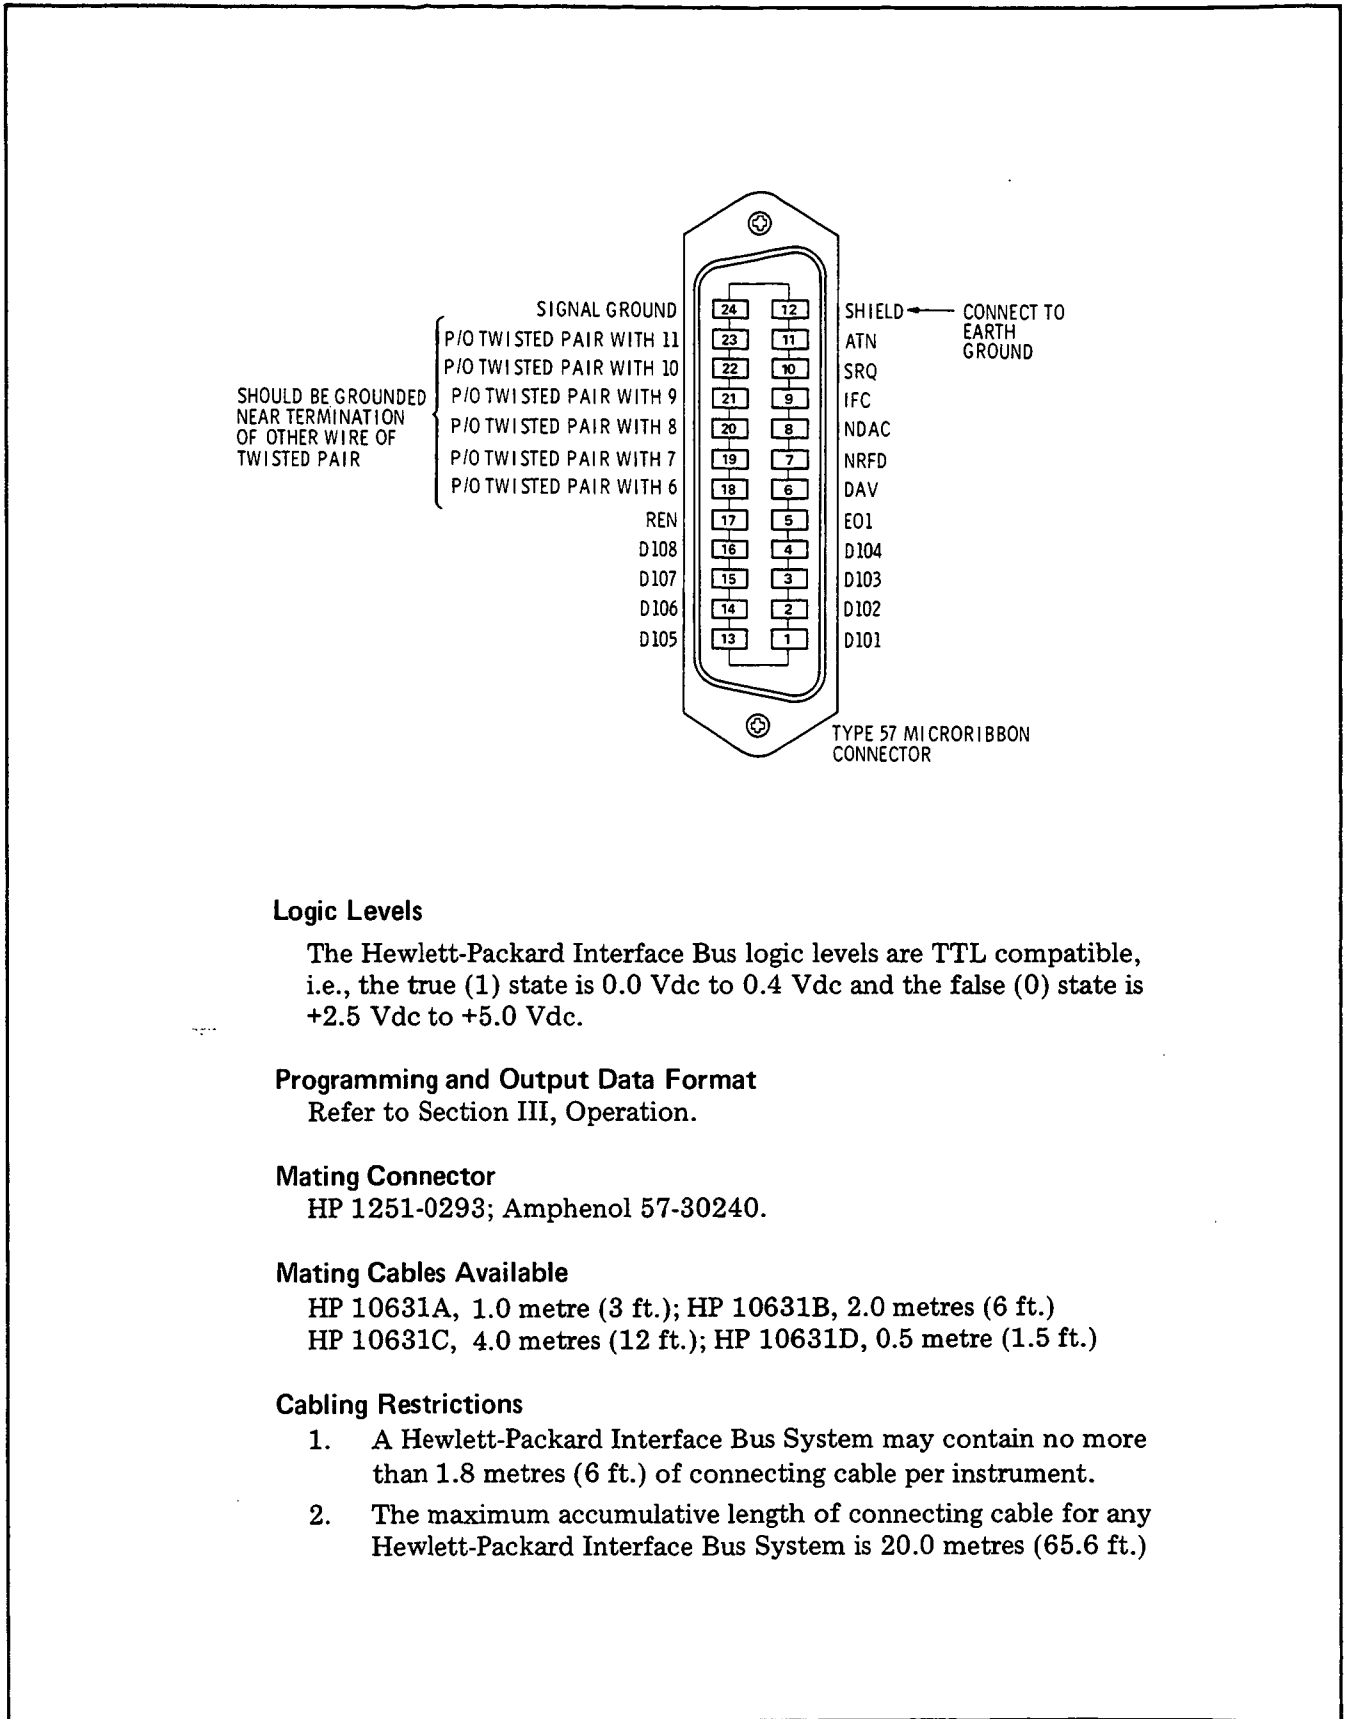 SIGNAL GROUND 24 12 SHIELD CONNECT TO EARTH GROUND
P/O TWISTED PAIR WITH 11 23 11 ATN
P/O TWISTED PAIR WITH 10 22 10 SRQ
SHOULD BE GROUNDED
NEAR TERMINATION
OF OTHER WIRE OF
TWISTED PAIR
P/O TWISTED PAIR WITH 9 21 9 IFC
P/O TWISTED PAIR WITH 8 20 8 NDAC
P/O TWISTED PAIR WITH 7 19 7 NRFD
P/O TWISTED PAIR WITH 6 18 6 DAV
REN 17 5 EO1
D108 16 4 D104
D107 15 3 D103
D106 14 2 D102
D105 13 1 D101
TYPE 57 MICRORIBBON
CONNECTOR
Logic Levels
The Hewlett-Packard Interface Bus logic levels are TTL compatible,
i.e., the true (1) state is 0.0 Vdc to 0.4 Vdc and the false (0) state is
+2.5 Vdc to +5.0 Vdc.
Programming and Output Data Format
Refer to Section III, Operation.
Mating Connector
HP 1251-0293; Amphenol 57-30240.
Mating Cables Available
HP 10631A, 1.0 metre (3 ft.); HP 10631B, 2.0 metres (6 ft.)
HP 10631C, 4.0 metres (12 ft.); HP 10631D, 0.5 metre (1.5 ft.)
Cabling Restrictions
1. A Hewlett-Packard Interface Bus System may contain no more
than 1.8 metres (6 ft.) of connecting cable per instrument.
2. The maximum accumulative length of connecting cable for any
Hewlett-Packard Interface Bus System is 20.0 metres (65.6 ft.)